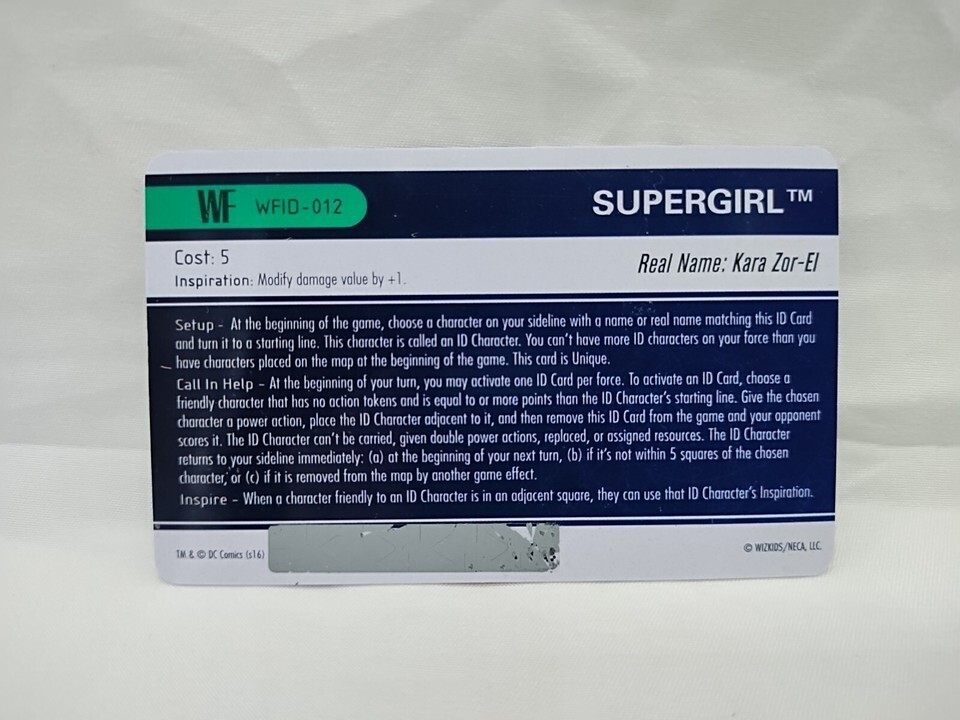 WF WFID-012
SUPERGIRL™
Cost: 5
Real Name: Kara Zor-El
Inspiration: Modify damage value by +1.
Setup - At the beginning of the game, choose a character on your sideline with a name or real name matching this ID Card
and turn it to a starting line. This character is called an ID Character. You can't have more ID characters on your force than you
have characters placed on the map at the beginning of the game. This card is Unique.
Call In Help - At the beginning of your turn, you may activate one ID Card per force. To activate an ID Card, choose a
friendly character that has no action tokens and is equal to or more points than the ID Character's starting line. Give the chosen
character a power action, place the ID Character adjacent to it, and then remove this ID Card from the game and your opponent
scores it. The ID Character can't be carried, given double power actions, replaced, or assigned resources. The ID Character
returns to your sideline immediately: (a) at the beginning of your next turn, (b) if it's not within 5 squares of the chosen
character, or (c) if it is removed from the map by another game effect.
Inspire - When a character friendly to an ID Character is in an adjacent square, they can use that ID Character's Inspiration.
TM & © DC Comics (s16)
© WIZKIDS/NECA, LLC.